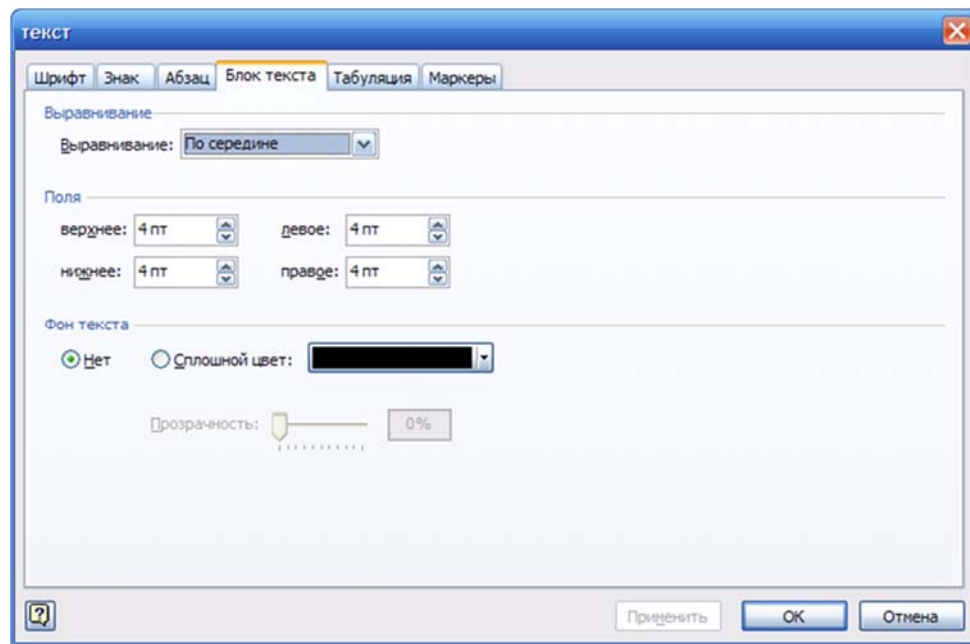 текст
Шрифт Знак Абзац Блок текста Табуляция Маркеры
Выравнивание
Выравнивание: По середине
Поля
верхнее: 4 пт левое: 4 пт
нижнее: 4 пт правое: 4 пт
Фон текста
Нет Сплошной цвет:
Прозрачность: 0%
? Применить OK Отмена